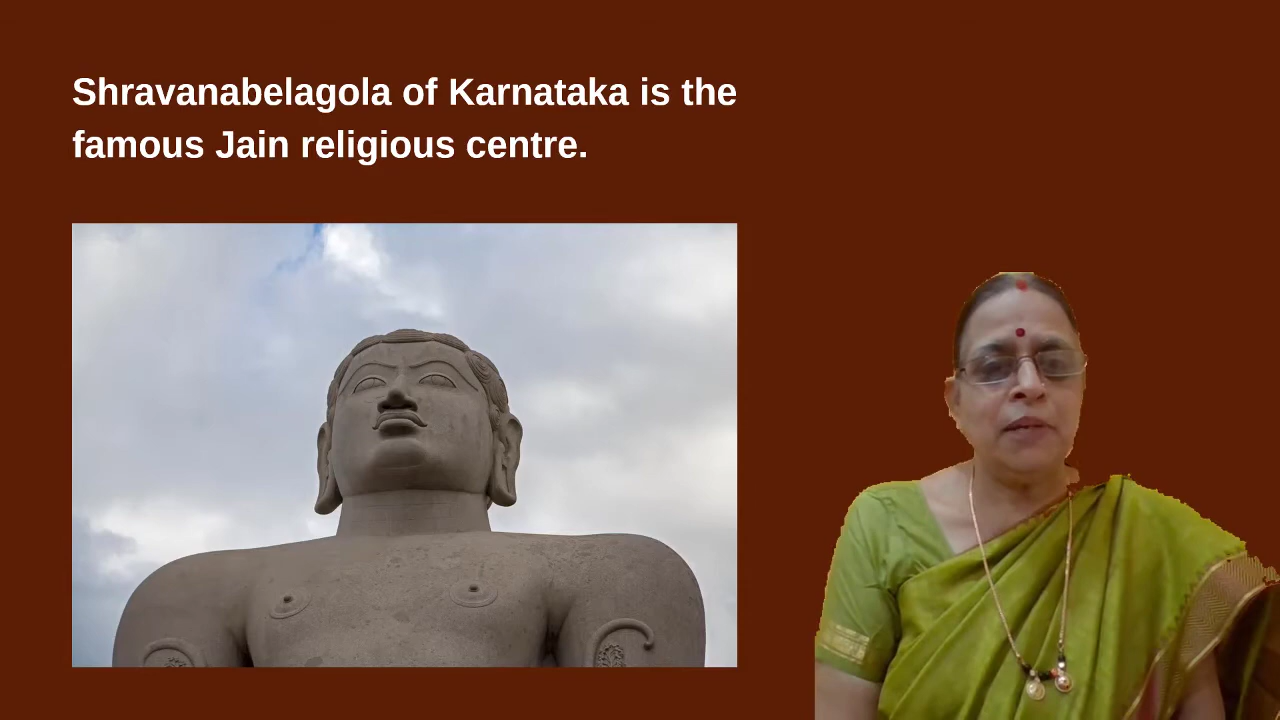 Shravanabelagola of Karnataka is the
famous Jain religious centre.